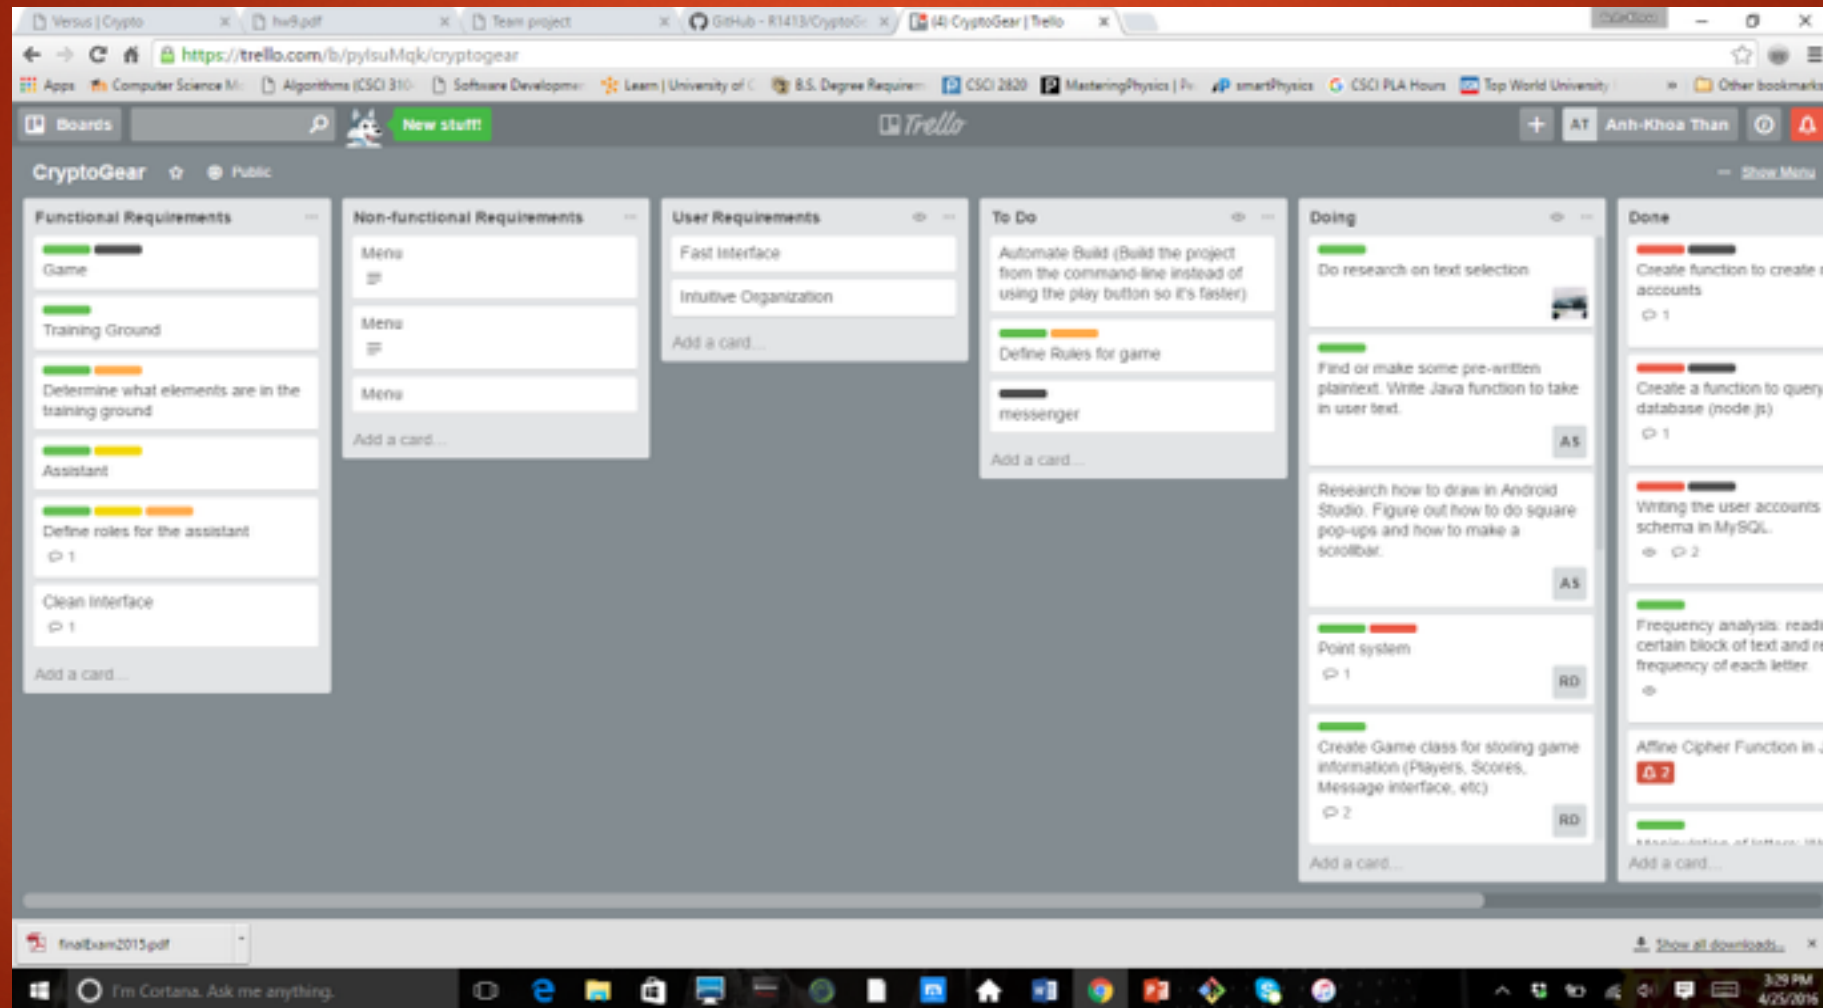 Versus | Crypto
hw9.pdf
Team project
GitHub - R1413/CryptoG
(4) CryptoGear | Trello
https://trello.com/b/pylsuMqk/cryptogear
Apps
Computer Science M
Algorithms (CSCI 310
Software Developme
Learn | University of C
B.S. Degree Requirem
CSCI 2820
MasteringPhysics | P
smartPhysics
CSCI PLA Hours
Top World University
Other bookmarks
Boards
New stuff!
Trello
AT Anh-Khoa Than
CryptoGear
Public
Show Menu
Functional Requirements
Game
Training Ground
Determine what elements are in the
training ground
Assistant
Define roles for the assistant
1
Clean Interface
1
Add a card...
Non-functional Requirements
Menu
Menu
Menu
Add a card...
User Requirements
Fast Interface
Intuitive Organization
Add a card...
To Do
Automate Build (Build the project
from the command-line instead of
using the play button so it's faster)
Define Rules for game
messenger
Add a card...
Doing
Do research on text selection
Find or make some pre-written
plaintext. Write Java function to take
in user text.
AS
Research how to draw in Android
Studio. Figure out how to do square
pop-ups and how to make a
scrollbar.
AS
Point system
1
RD
Create Game class for storing game
information (Players, Scores,
Message interface, etc)
2
RD
Add a card...
Done
Create function to create
accounts
1
Create a function to query
database (node.js)
1
Writing the user accounts
schema in MySQL.
2
Frequency analysis: readi
certain block of text and re
frequency of each letter.
Affine Cipher Function in
2
Add a card...
finalExam2015.pdf
Show all downloads...
I'm Cortana. Ask me anything.
3:29 PM
4/25/2016